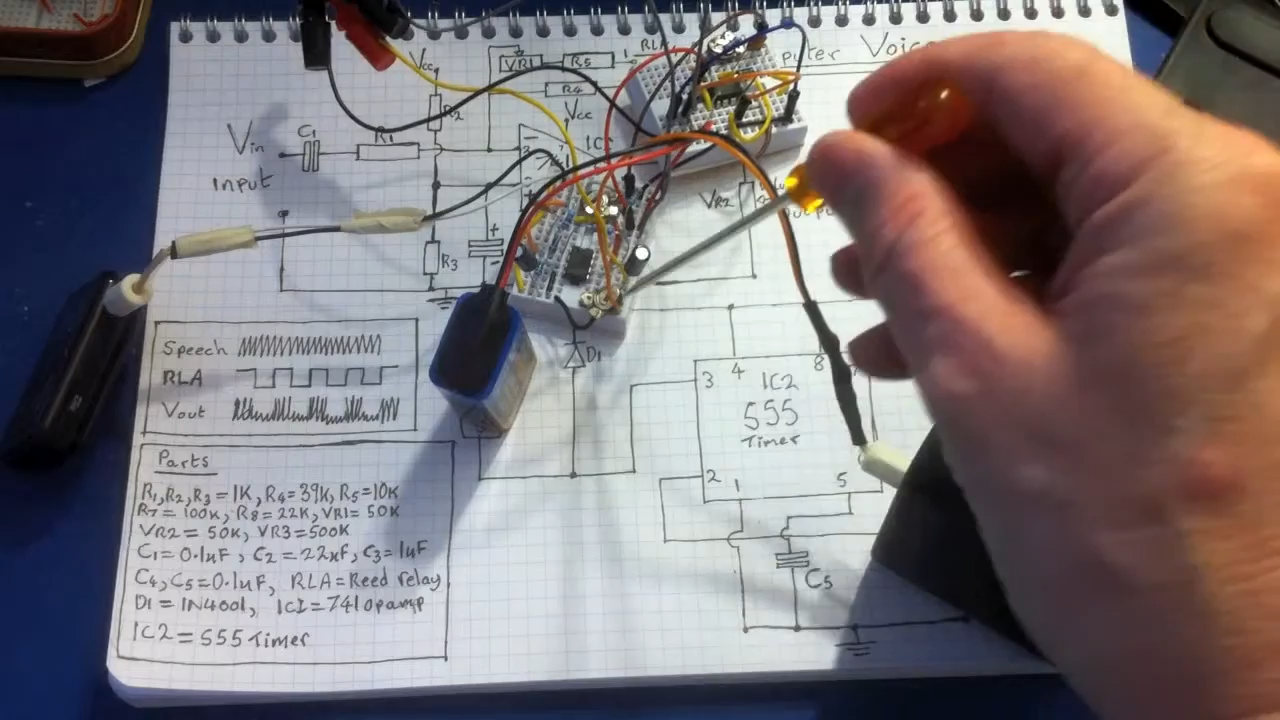 puter Voic
Vcc
VR1
R5
RLA
R4
Vcc
R2
C1
R1
IC
Vin
input
VR2
R3
D1
Speech
RLA
Vout
3
4
8
IC2
555
Timer
2
1
5
C5
Parts
R1, R2, R3 = 1K, R4=39K, R5=10K
R7 = 100K, R8 = 22K, VR1= 50K
VR2 = 50K, VR3=500K
C1=0.1uF, C2=22uF, C3=1uF
C4, C5=0.1uF, RLA=Reed relay
D1=1N4001, IC1=741 opamp
IC2 = 555 Timer